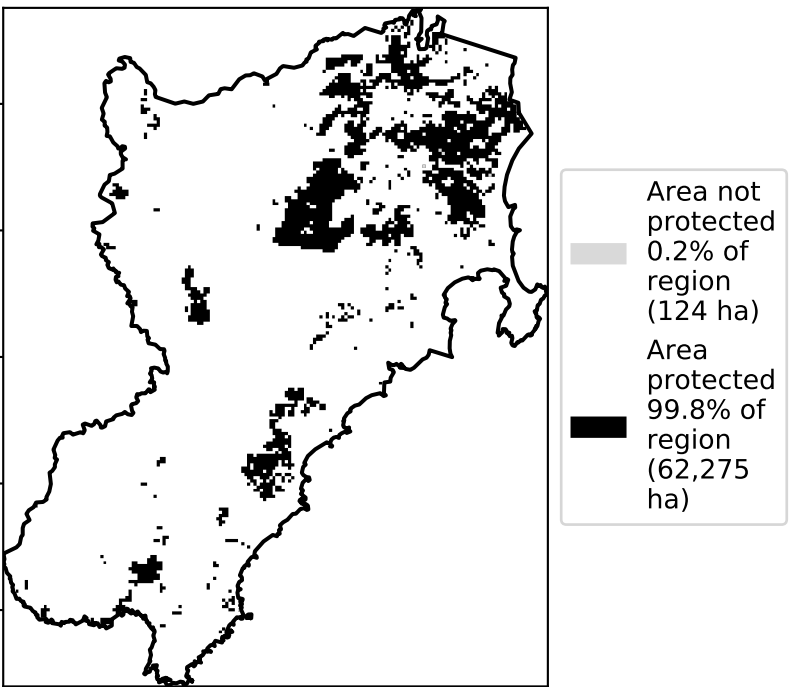 Area not
protected
0.2% of
region
(124 ha)
Area
protected
99.8% of
region
(62,275
ha)